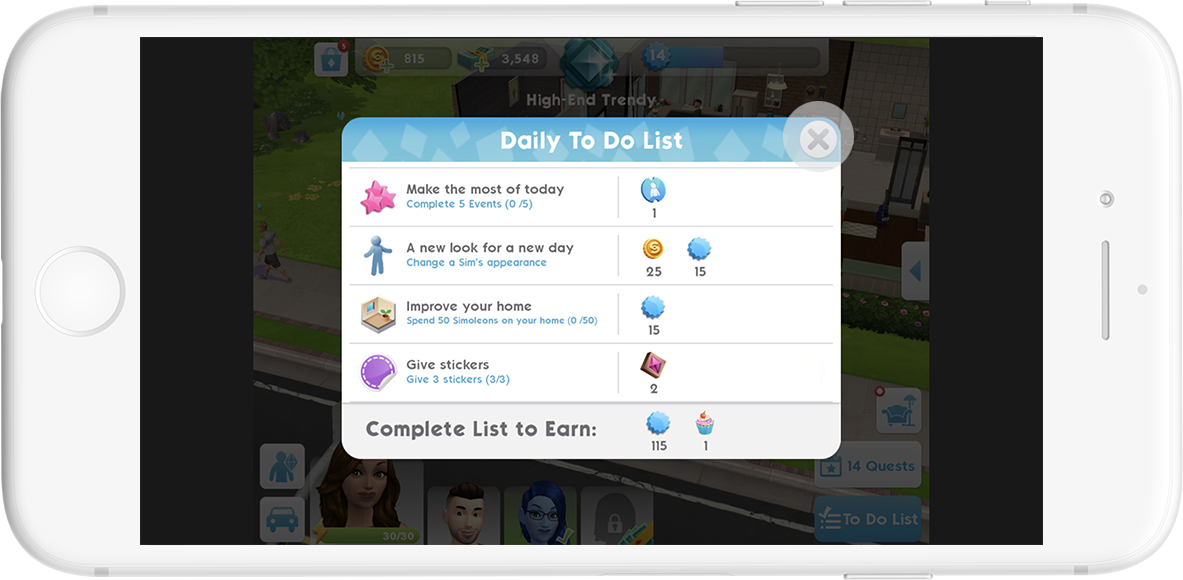 5
815
3,548
14
High-End Trendy
Daily To Do List
Make the most of today
Complete 5 Events (0 /5)
1
A new look for a new day
Change a Sim's appearance
25
15
Improve your home
Spend 50 Simoleons on your home (0 /50)
15
Give stickers
Give 3 stickers (3/3)
2
Complete List to Earn:
115
1
14 Quests
To Do List
30/30